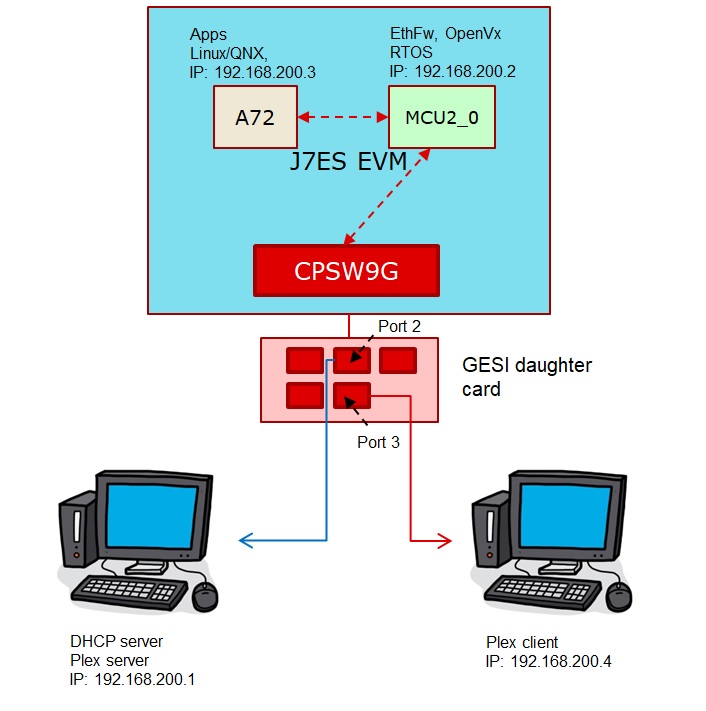 Apps
Linux/QNX,
IP: 192.168.200.3
EthFw, OpenVx
RTOS
IP: 192.168.200.2
A72
MCU2_0
J7ES EVM
CPSW9G
Port 2
GESI daughter
card
Port 3
DHCP server
Plex server
IP: 192.168.200.1
Plex client
IP: 192.168.200.4